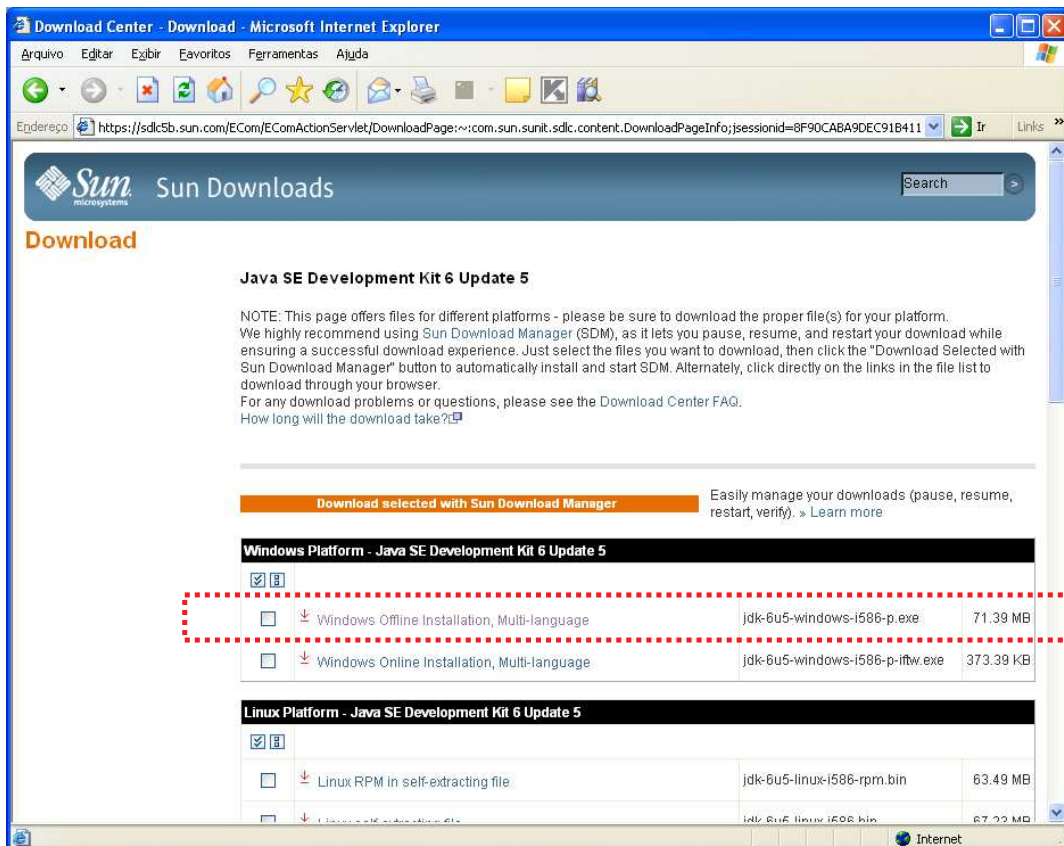 Download Center - Download - Microsoft Internet Explorer
Arquivo Editar Exibir Favoritos Ferramentas Ajuda
Endereço https://sdlc5b.sun.com/ECom/EComActionServlet/DownloadPage:~:com.sun.sunit.sdlc.content.DownloadPageInfo;jsessionid=8F90CABA9DEC91B411 Ir Links »
Sun microsystems Sun Downloads Search
Download
Java SE Development Kit 6 Update 5
NOTE: This page offers files for different platforms - please be sure to download the proper file(s) for your platform.
We highly recommend using Sun Download Manager (SDM), as it lets you pause, resume, and restart your download while
ensuring a successful download experience. Just select the files you want to download, then click the "Download Selected with
Sun Download Manager" button to automatically install and start SDM. Alternately, click directly on the links in the file list to
download through your browser.
For any download problems or questions, please see the Download Center FAQ.
How long will the download take?
Download selected with Sun Download Manager
Easily manage your downloads (pause, resume,
restart, verify). » Learn more
Windows Platform - Java SE Development Kit 6 Update 5
Windows Offline Installation, Multi-language jdk-6u5-windows-i586-p.exe 71.39 MB
Windows Online Installation, Multi-language jdk-6u5-windows-i586-p-iftw.exe 373.39 KB
Linux Platform - Java SE Development Kit 6 Update 5
Linux RPM in self-extracting file jdk-6u5-linux-i586-rpm.bin 63.49 MB
Internet